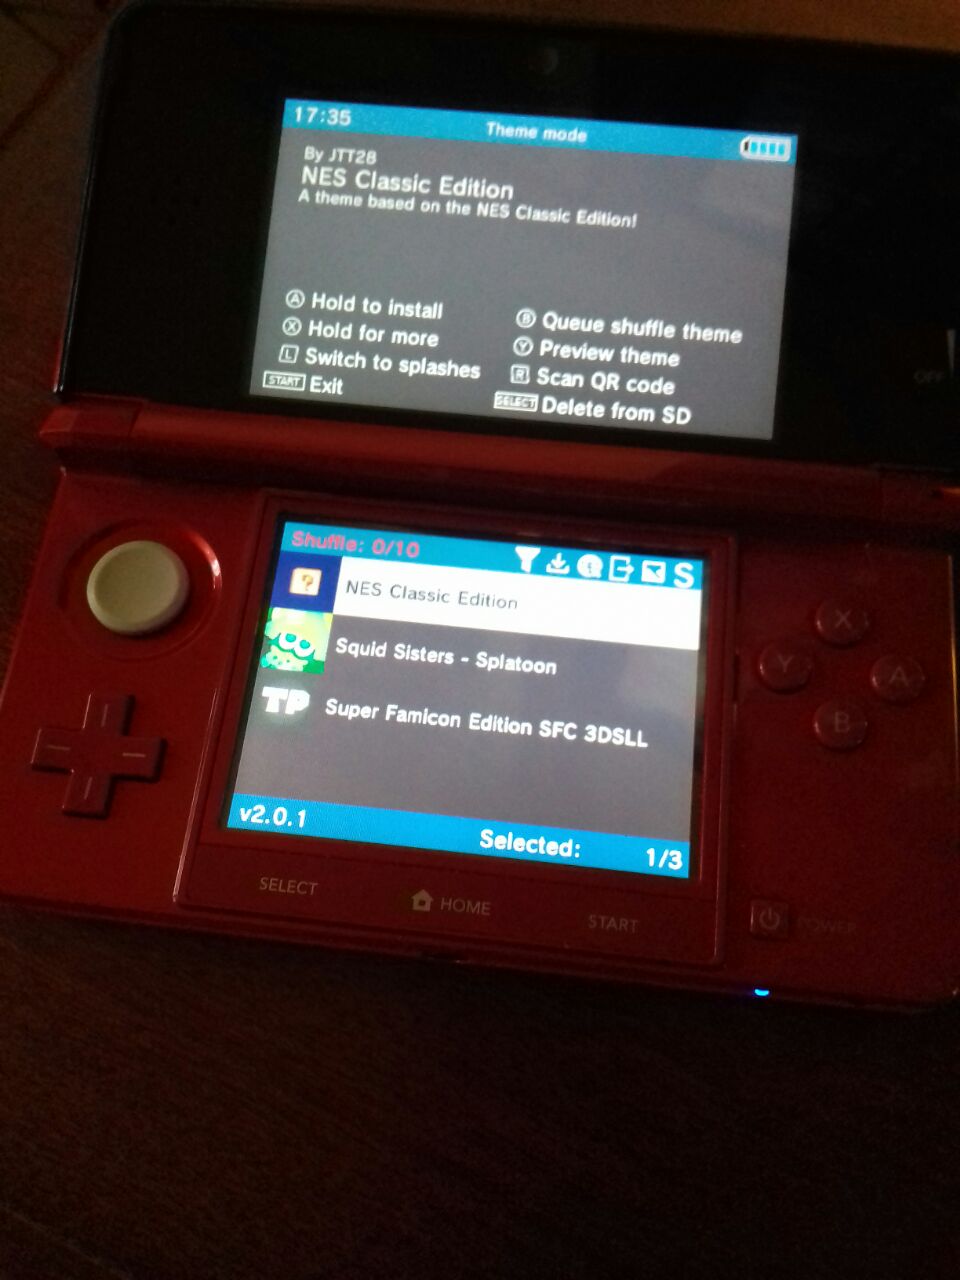 17:35
Theme mode
By JTT28
NES Classic Edition
A theme based on the NES Classic Edition!
Ⓐ Hold to install
Ⓑ Queue shuffle theme
Ⓧ Hold for more
Ⓨ Preview theme
L Switch to splashes
R Scan QR code
START Exit
SELECT Delete from SD
OFF
Shuffle: 0/10
S
? NES Classic Edition
Squid Sisters - Splatoon
TP Super Famicon Edition SFC 3DSLL
v2.0.1
Selected: 1/3
X
Y
A
B
SELECT
HOME
START
POWER